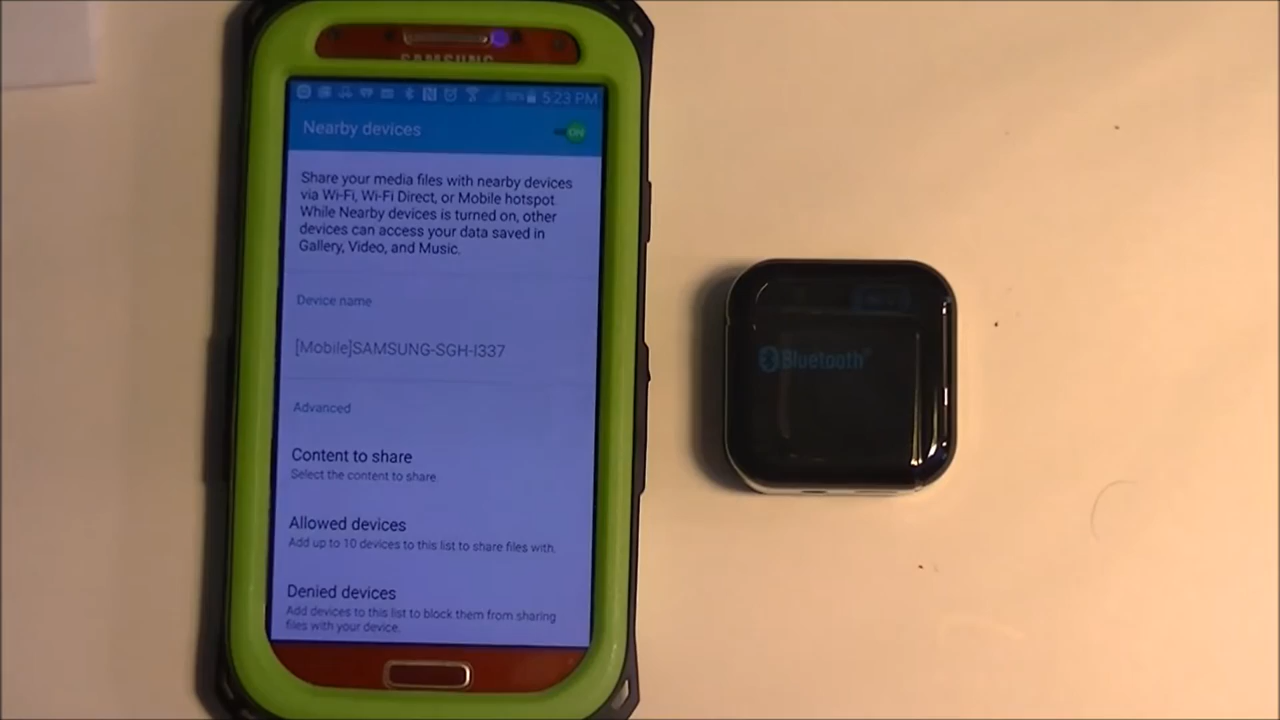 SAMSUNG
5:23 PM
Nearby devices
ON
Share your media files with nearby devices
via Wi-Fi, Wi-Fi Direct, or Mobile hotspot.
While Nearby devices is turned on, other
devices can access your data saved in
Gallery, Video, and Music.
Device name
[Mobile]SAMSUNG-SGH-I337
Advanced
Content to share
Select the content to share.
Allowed devices
Add up to 10 devices to this list to share files with.
Denied devices
Add devices to this list to block them from sharing
files with your device.
Bluetooth